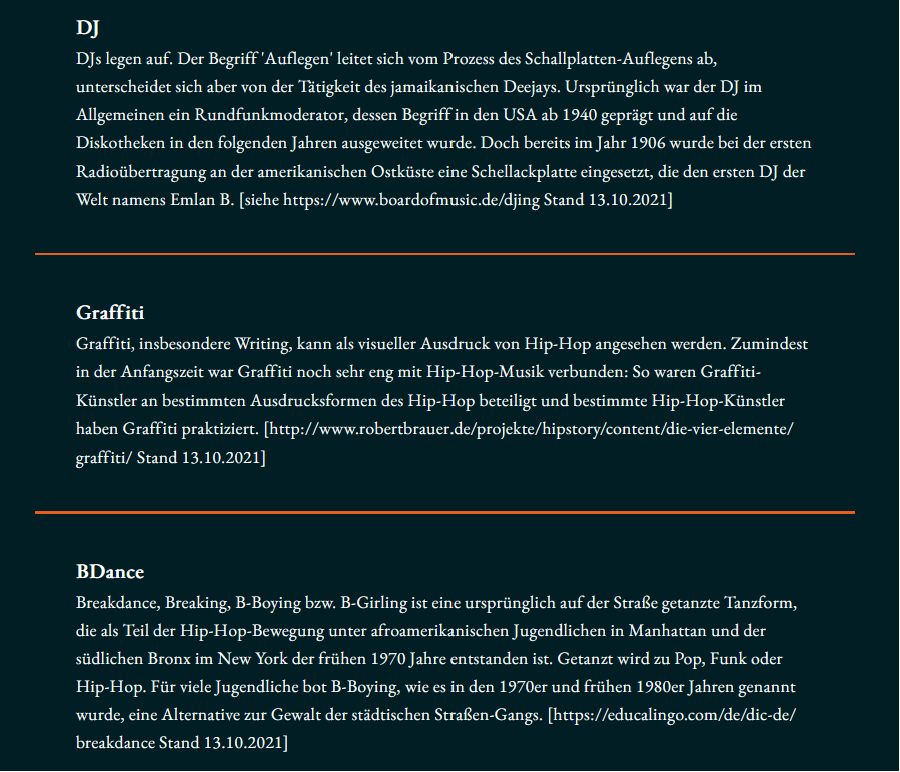 DJ
DJs legen auf. Der Begriff 'Auflegen' leitet sich vom Prozess des Schallplatten-Auflegens ab,
unterscheidet sich aber von der Tätigkeit des jamaikanischen Deejays. Ursprünglich war der DJ im
Allgemeinen ein Rundfunkmoderator, dessen Begriff in den USA ab 1940 geprägt und auf die
Diskotheken in den folgenden Jahren ausgeweitet wurde. Doch bereits im Jahr 1906 wurde bei der ersten
Radioübertragung an der amerikanischen Ostküste eine Schellackplatte eingesetzt, die den ersten DJ der
Welt namens Emlan B. [siehe https://www.boardofmusic.de/djing Stand 13.10.2021]
Graffiti
Graffiti, insbesondere Writing, kann als visueller Ausdruck von Hip-Hop angesehen werden. Zumindest
in der Anfangszeit war Graffiti noch sehr eng mit Hip-Hop-Musik verbunden: So waren Graffiti-
Künstler an bestimmten Ausdrucksformen des Hip-Hop beteiligt und bestimmte Hip-Hop-Künstler
haben Graffiti praktiziert. [http://www.robertbrauer.de/projekte/hipstory/content/die-vier-elemente/
graffiti/ Stand 13.10.2021]
BDance
Breakdance, Breaking, B-Boying bzw. B-Girling ist eine ursprünglich auf der Straße getanzte Tanzform,
die als Teil der Hip-Hop-Bewegung unter afroamerikanischen Jugendlichen in Manhattan und der
südlichen Bronx im New York der frühen 1970 Jahre entstanden ist. Getanzt wird zu Pop, Funk oder
Hip-Hop. Für viele Jugendliche bot B-Boying, wie es in den 1970er und frühen 1980er Jahren genannt
wurde, eine Alternative zur Gewalt der städtischen Straßen-Gangs. [https://educalingo.com/de/dic-de/
breakdance Stand 13.10.2021]